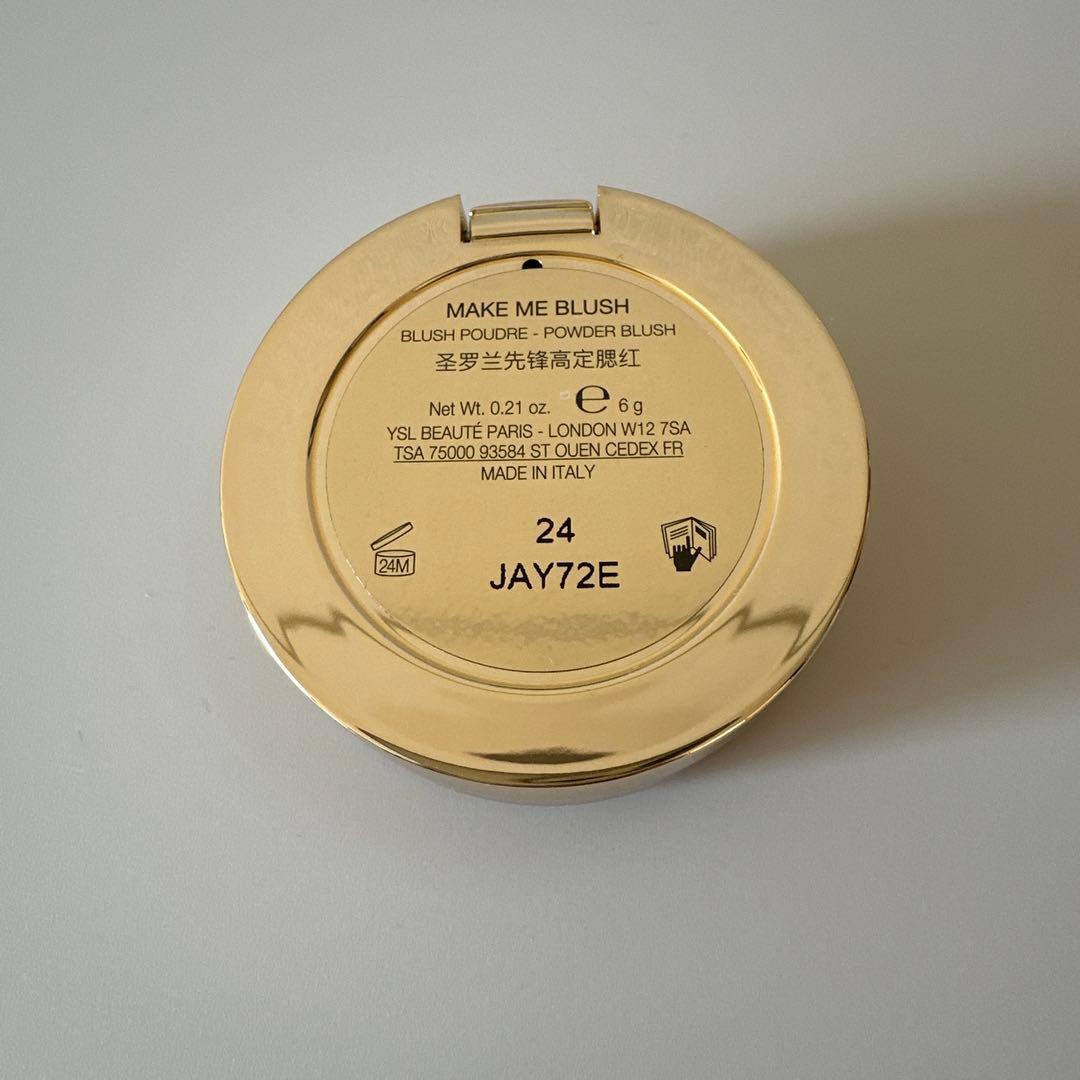 MAKE ME BLUSH
BLUSH POUDRE - POWDER BLUSH
圣罗兰先锋高定腮红
Net Wt. 0.21 oz. ℮ 6 g
YSL BEAUTÉ PARIS - LONDON W12 7SA
TSA 75000 93584 ST OUEN CEDEX FR
MADE IN ITALY
24
24M
JAY72E